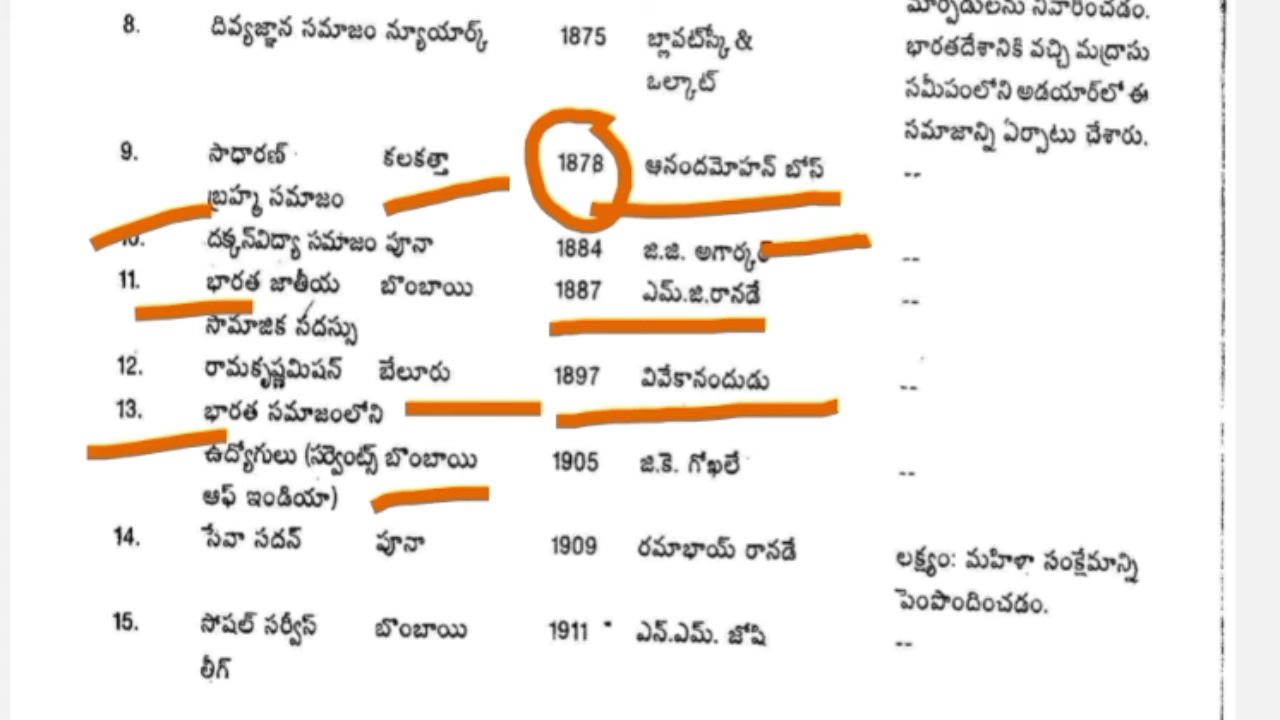 మార్పిడులను నివారించడం.
8. దివ్యజ్ఞాన సమాజం న్యూయార్క్ 1875 బ్లావట్‌స్కీ & భారతదేశానికి వచ్చి మద్రాసు
ఒల్కాట్ సమీపంలోని అడయార్‌లో ఈ
సమాజాన్ని ఏర్పాటు చేశారు.
9. సాధారణ్ కలకత్తా 1878 ఆనందమోహన్ బోస్ --
బ్రహ్మ సమాజం
10. దక్కన్‌విద్యా సమాజం పూనా 1884 జి.జి. అగార్కర్ --
11. భారత జాతీయ బొంబాయి 1887 ఎమ్.జి.రానడే --
సామాజిక సదస్సు
12. రామకృష్ణమిషన్ బేలూరు 1897 వివేకానందుడు --
13. భారత సమాజంలోని
ఉద్యోగులు (సర్వెంట్స్ బొంబాయి 1905 జి.కె. గోఖలే --
ఆఫ్ ఇండియా)
14. సేవా సదన్ పూనా 1909 రమాభాయ్ రానడే లక్ష్యం: మహిళా సంక్షేమాన్ని
పెంపొందించడం.
15. సోషల్ సర్వీస్ బొంబాయి 1911 ఎన్.ఎమ్. జోషి --
లీగ్